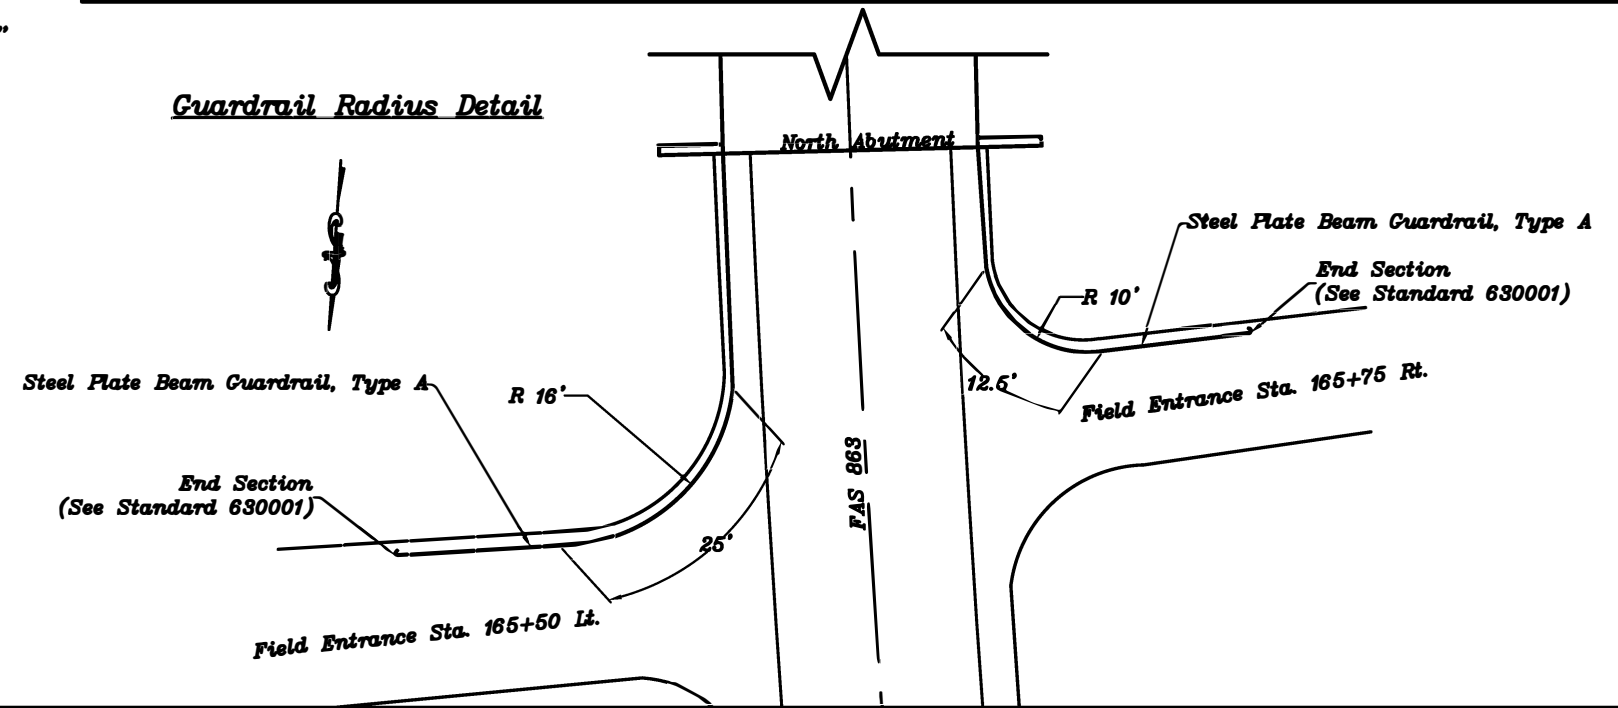 Guardrail Radius Detail
North Abutment
Steel Plate Beam Guardrail, Type A
End Section
(See Standard 630001)
R 10'
12.5'
Field Entrance Sta. 165+75 Rt.
Steel Plate Beam Guardrail, Type A
R 16'
FAS 863
End Section
(See Standard 630001)
25'
Field Entrance Sta. 165+50 Lt.